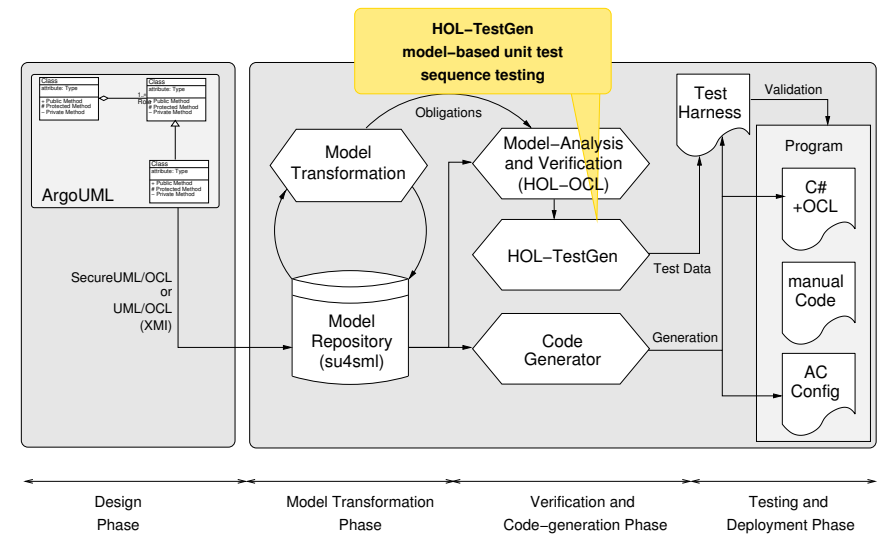 HOL−TestGen
model−based unit test
sequence testing
Class
attribute: Type
+ Public Method
# Protected Method
− Private Method
Class
attribute: Type
+ Public Method
# Protected Method
− Private Method
Class
attribute: Type
+ Public Method
# Protected Method
− Private Method
ArgoUML
SecureUML/OCL
or
UML/OCL
(XMI)
Obligations
Model
Transformation
Model
Repository
(su4sml)
Model−Analysis
and Verification
(HOL−OCL)
HOL−TestGen
Code
Generator
Test Data
Generation
Test
Harness
Validation
Program
C#
+OCL
manual
Code
AC
Config
Design
Phase
Model Transformation
Phase
Verification and
Code−generation Phase
Testing and
Deployment Phase